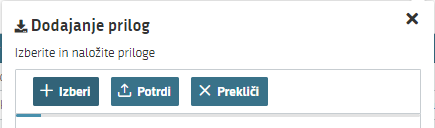 Dodajanje prilog
Izberite in naložite priloge
Izberi Potrdi Prekliči